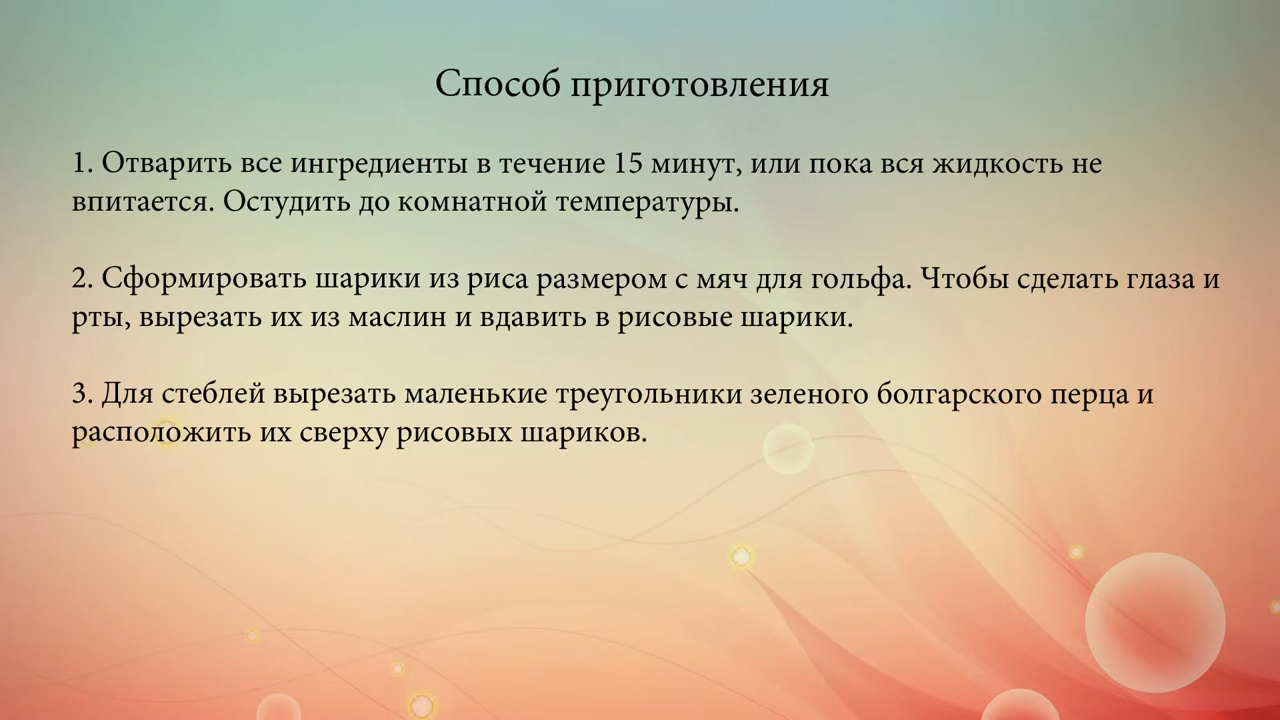 Способ приготовления
1. Отварить все ингредиенты в течение 15 минут, или пока вся жидкость не
впитается. Остудить до комнатной температуры.
2. Сформировать шарики из риса размером с мяч для гольфа. Чтобы сделать глаза и
рты, вырезать их из маслин и вдавить в рисовые шарики.
3. Для стеблей вырезать маленькие треугольники зеленого болгарского перца и
расположить их сверху рисовых шариков.